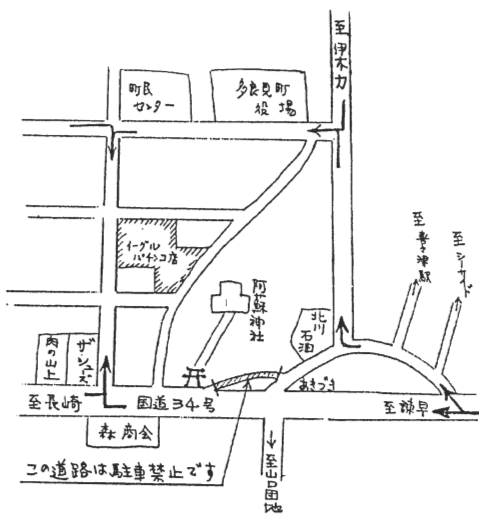 至伊木力
町民
センター
多良見町
役場
イーグル
パチンコ店
阿蘇神社
北川
石油
至喜々津駅
至シーサイド
肉の山上
ザ・シューズ
あきづき
至長崎
国道34号
至諫早
森商会
この道路は駐車禁止です
至山口団地